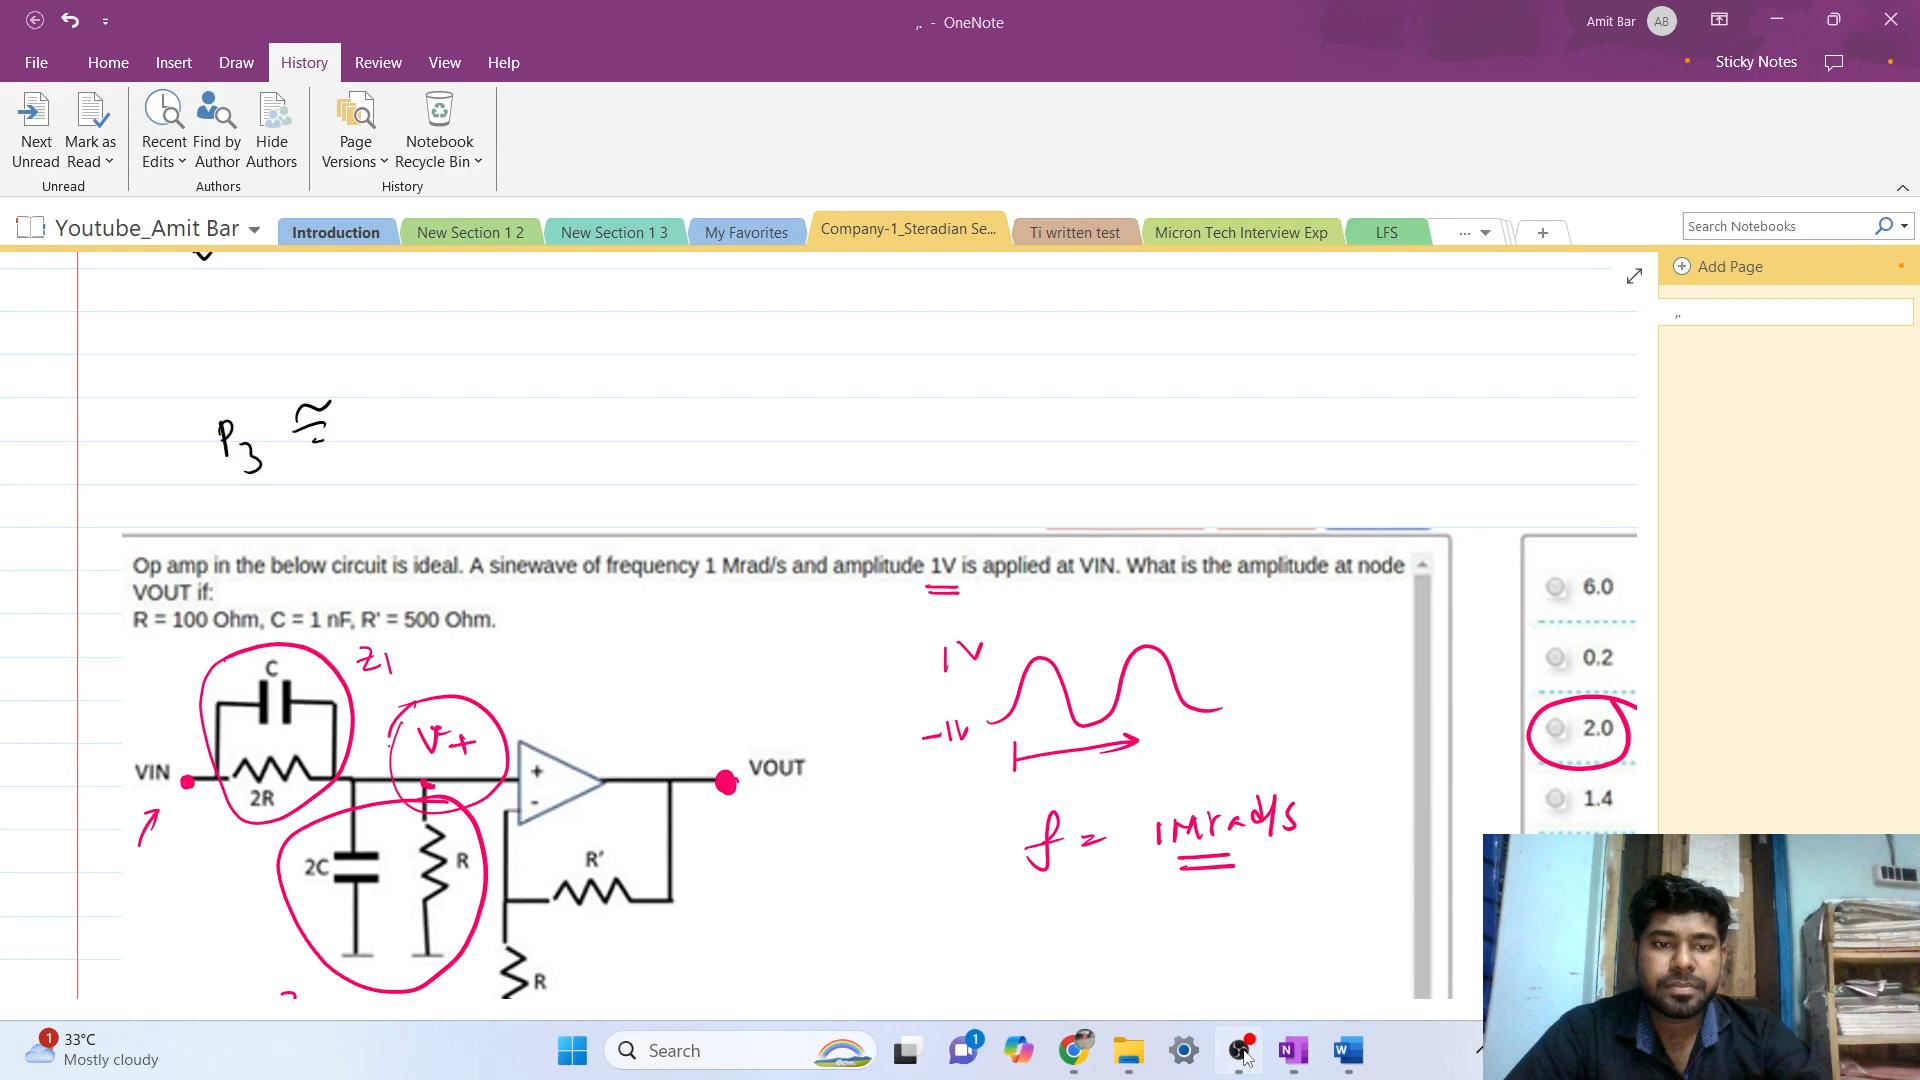 ,. - OneNote
Amit Bar AB
File Home Insert Draw History Review View Help
Sticky Notes
Next Unread
Mark as Read
Recent Edits
Find by Author
Hide Authors
Page Versions
Notebook Recycle Bin
Unread Authors History
Youtube_Amit Bar
Introduction New Section 1 2 New Section 1 3 My Favorites Company-1_Steradian Se... Ti written test Micron Tech Interview Exp LFS ... +
Search Notebooks
Add Page
,.
P3 ≅
Op amp in the below circuit is ideal. A sinewave of frequency 1 Mrad/s and amplitude 1V is applied at VIN. What is the amplitude at node
VOUT if:
R = 100 Ohm, C = 1 nF, R' = 500 Ohm.
6.0
0.2
2.0
1.4
C
Z1
V+
VIN
2R
+
-
VOUT
2C
R
R'
R
1V
-1V
f = 1Mrad/s
1
33°C
Mostly cloudy
Search
1
N
W